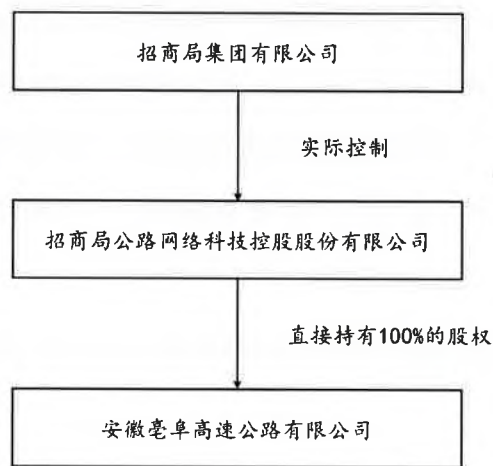 招商局集团有限公司
实际控制
招商局公路网络科技控股股份有限公司
直接持有100%的股权
安徽亳阜高速公路有限公司